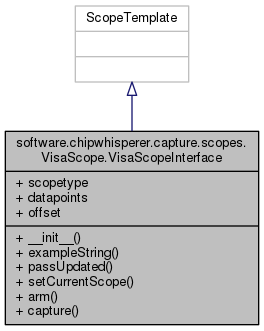 ScopeTemplate
software.chipwhisperer.capture.scopes.
VisaScope.VisaScopeInterface
+ scopetype
+ datapoints
+ offset
+ __init__()
+ exampleString()
+ passUpdated()
+ setCurrentScope()
+ arm()
+ capture()